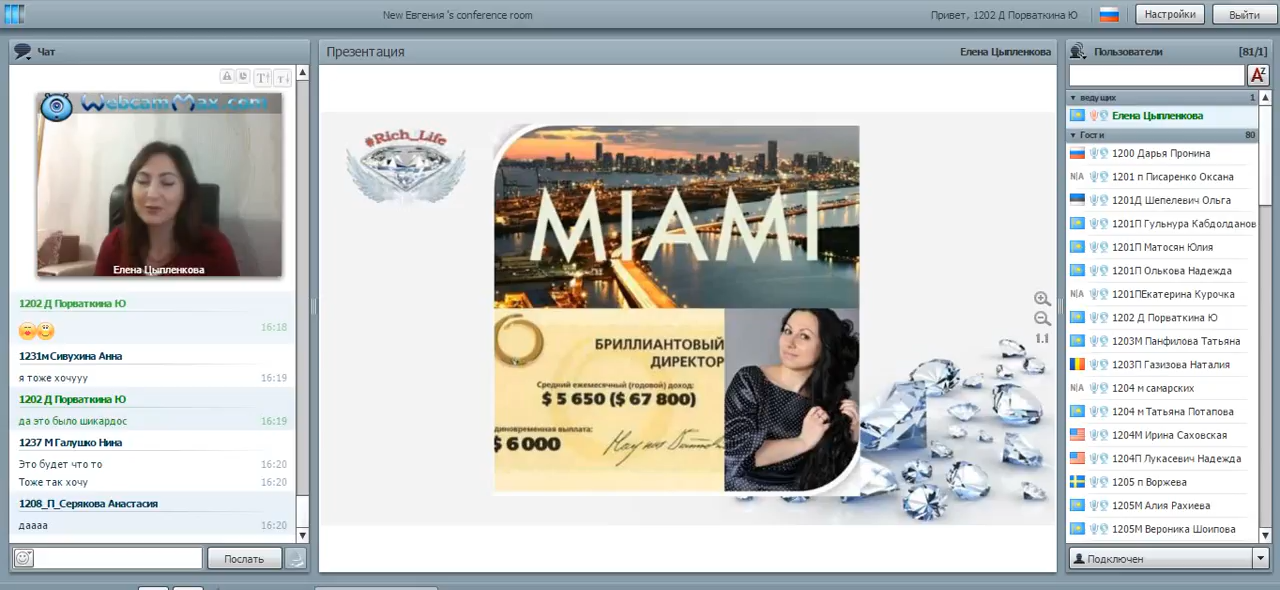 New Евгения 's conference room
Привет, 1202 Д Порваткина Ю
Настройки
Выйти
Чат
WebcamMax.com
Елена Цыпленкова
1202 Д Порваткина Ю
16:18
1231м Сивухина Анна
я тоже хочууу 16:19
1202 Д Порваткина Ю
да это было шикардос 16:19
1237 М Галушко Нина
Это будет что то 16:20
Тоже так хочу 16:20
1208_П_Серякова Анастасия
даааа 16:20
Послать
Презентация
Елена Цыпленкова
#Rich_Life
MIAMI
БРИЛЛИАНТОВЫЙ
ДИРЕКТОР
Средний ежемесячный (годовой) доход:
$ 5 650 ($ 67 800)
диновременная выплата:
$ 6 000
1:1
Пользователи [81/1]
ведущих 1
Елена Цыпленкова
Гости 80
1200 Дарья Пронина
N|A 1201 п Писаренко Оксана
1201Д Шепелевич Ольга
1201П Гульнура Кабдолданов
1201П Матосян Юлия
1201П Олькова Надежда
N|A 1201ПЕкатерина Курочка
1202 Д Порваткина Ю
1203М Панфилова Татьяна
1203П Газизова Наталия
N|A 1204 м самарских
1204 м Татьяна Потапова
1204М Ирина Саховская
1204П Лукасевич Надежда
1205 п Воржева
1205М Алия Рахиева
1205М Вероника Шоипова
Подключен